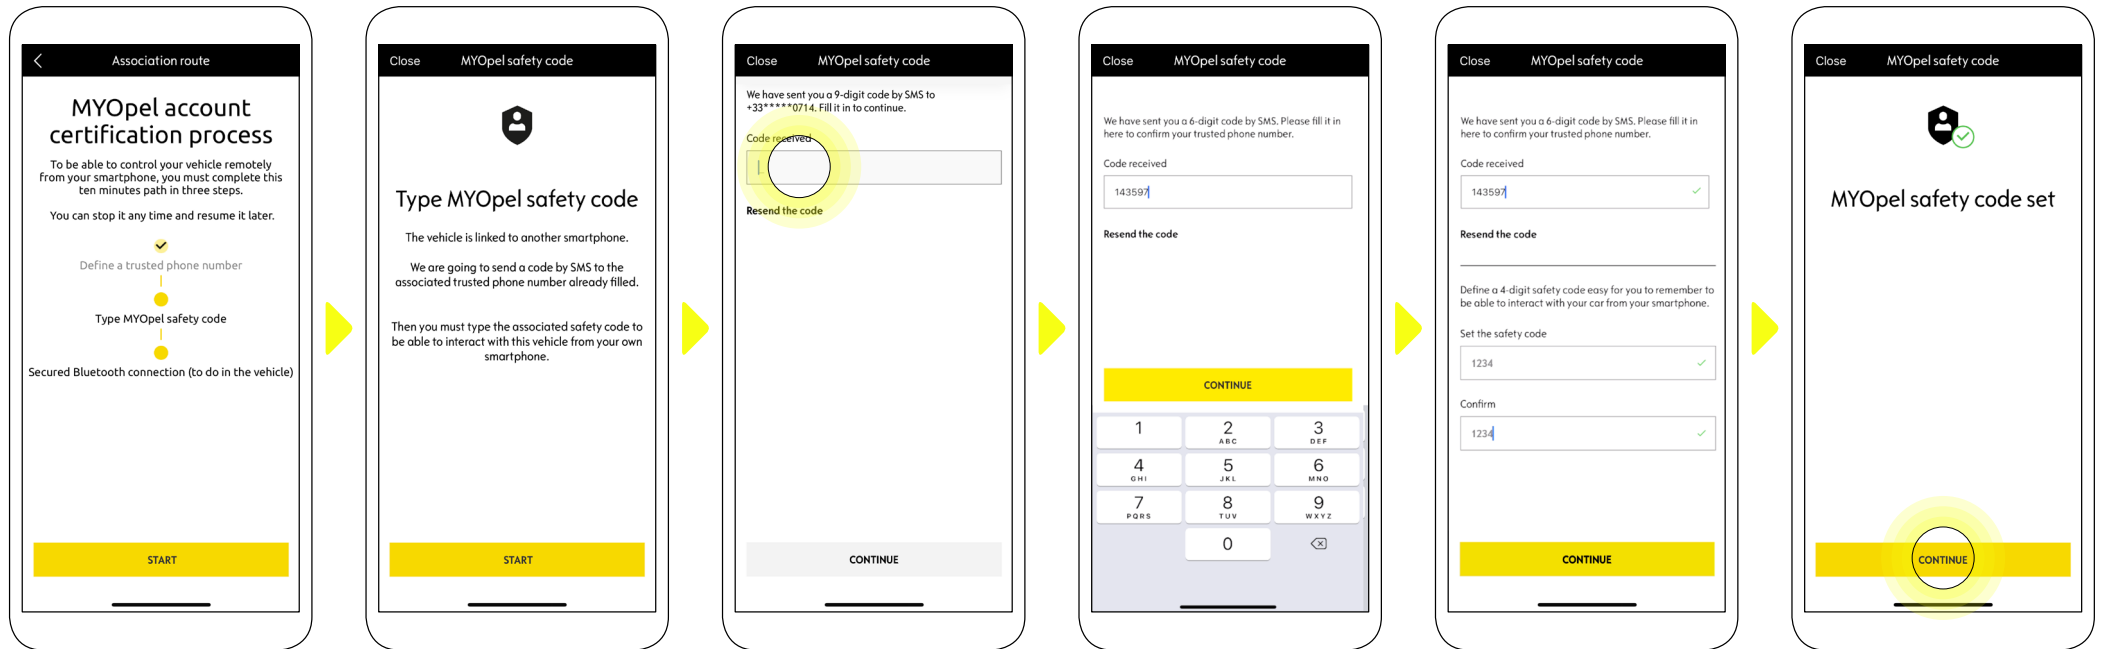 Association route
MYOpel account
certification process
To be able to control your vehicle remotely
from your smartphone, you must complete this
ten minutes path in three steps.
You can stop it any time and resume it later.
Define a trusted phone number
Type MYOpel safety code
Secured Bluetooth connection (to do in the vehicle)
START
Close MYOpel safety code
Type MYOpel safety code
The vehicle is linked to another smartphone.
We are going to send a code by SMS to the
associated trusted phone number already filled.
Then you must type the associated safety code to
be able to interact with this vehicle from your own
smartphone.
START
Close MYOpel safety code
We have sent you a 9-digit code by SMS to
+33*****0714. Fill it in to continue.
Code received
Resend the code
CONTINUE
Close MYOpel safety code
We have sent you a 6-digit code by SMS. Please fill it in
here to confirm your trusted phone number.
Code received
143597
Resend the code
CONTINUE
1 2 3
ABC DEF
4 5 6
GHI JKL MNO
7 8 9
PQRS TUV WXYZ
0
Close MYOpel safety code
We have sent you a 6-digit code by SMS. Please fill it in
here to confirm your trusted phone number.
Code received
143597
Resend the code
Define a 4-digit safety code easy for you to remember to
be able to interact with your car from your smartphone.
Set the safety code
1234
Confirm
1234
CONTINUE
Close MYOpel safety code
MYOpel safety code set
CONTINUE